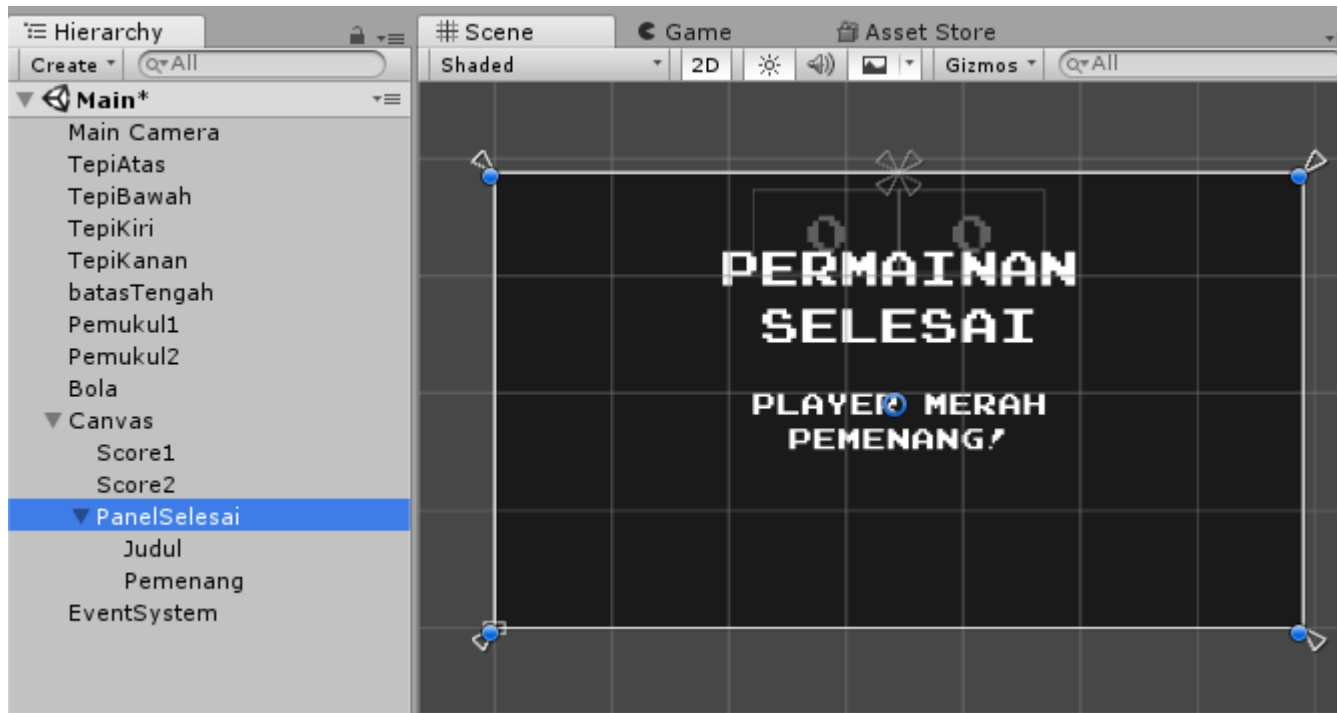 Hierarchy
Create
All
Main*
Main Camera
TepiAtas
TepiBawah
TepiKiri
TepiKanan
batasTengah
Pemukul1
Pemukul2
Bola
Canvas
Score1
Score2
PanelSelesai
Judul
Pemenang
EventSystem
Scene Game Asset Store
Shaded 2D Gizmos All
0 0
PERMAINAN
SELESAI
PLAYER MERAH
PEMENANG!